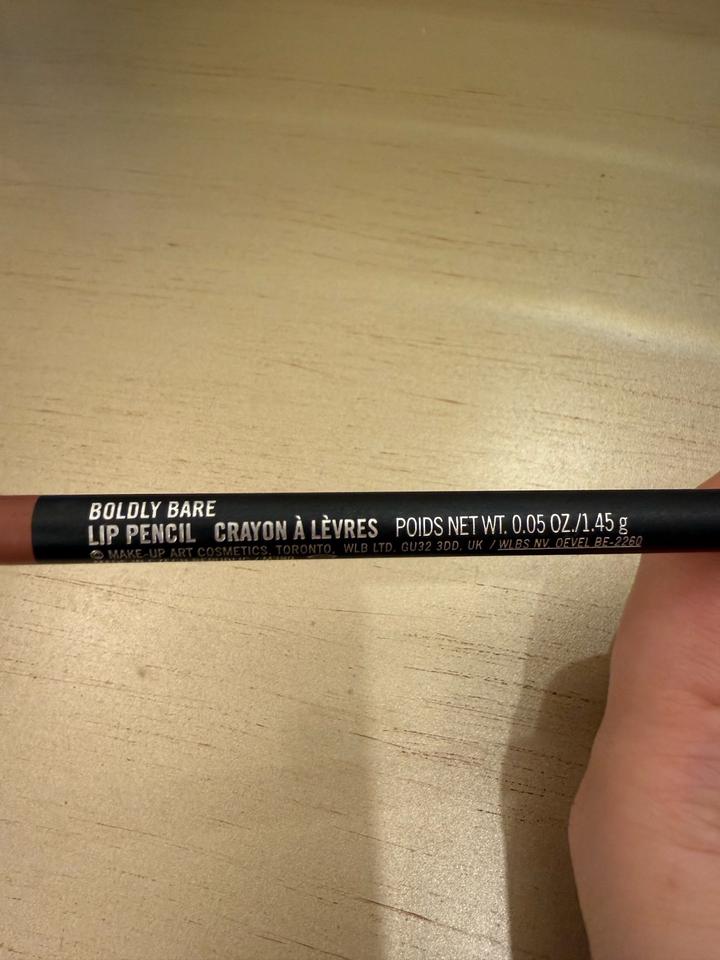 BOLDLY BARE
LIP PENCIL CRAYON À LÈVRES POIDS NET WT. 0.05 OZ./1.45 g
MAKE-UP ART COSMETICS, TORONTO, WLB LTD. GU32 3DD, UK / WLBS NV, OEVEL BE-2260